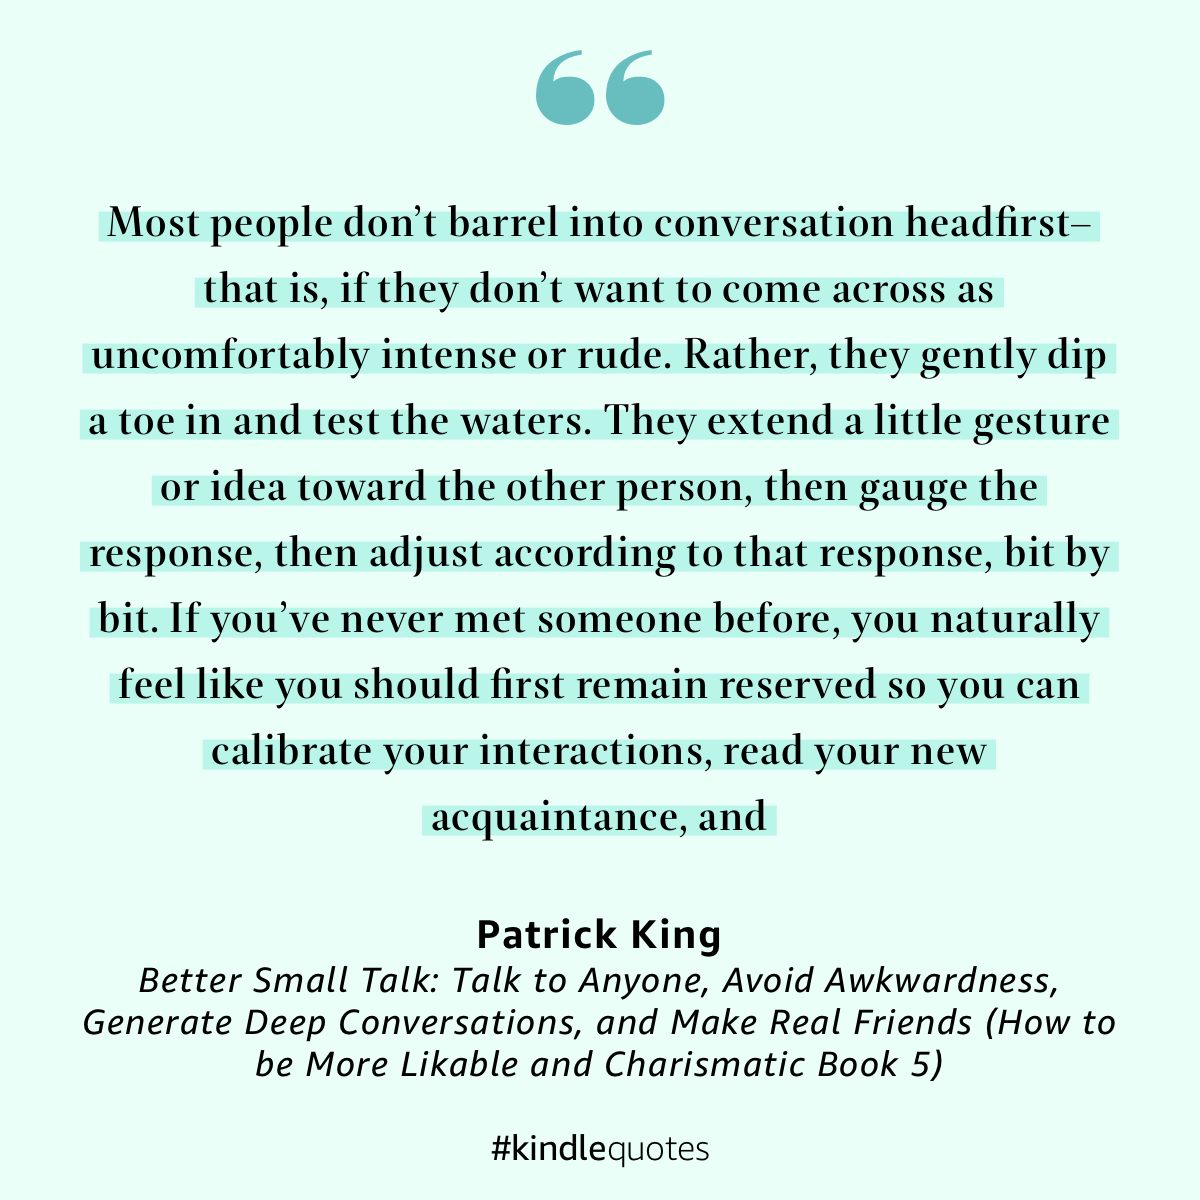 “
Most people don’t barrel into conversation headfirst–
that is, if they don’t want to come across as
uncomfortably intense or rude. Rather, they gently dip
a toe in and test the waters. They extend a little gesture
or idea toward the other person, then gauge the
response, then adjust according to that response, bit by
bit. If you’ve never met someone before, you naturally
feel like you should first remain reserved so you can
calibrate your interactions, read your new
acquaintance, and
Patrick King
Better Small Talk: Talk to Anyone, Avoid Awkwardness,
Generate Deep Conversations, and Make Real Friends (How to
be More Likable and Charismatic Book 5)
#kindlequotes